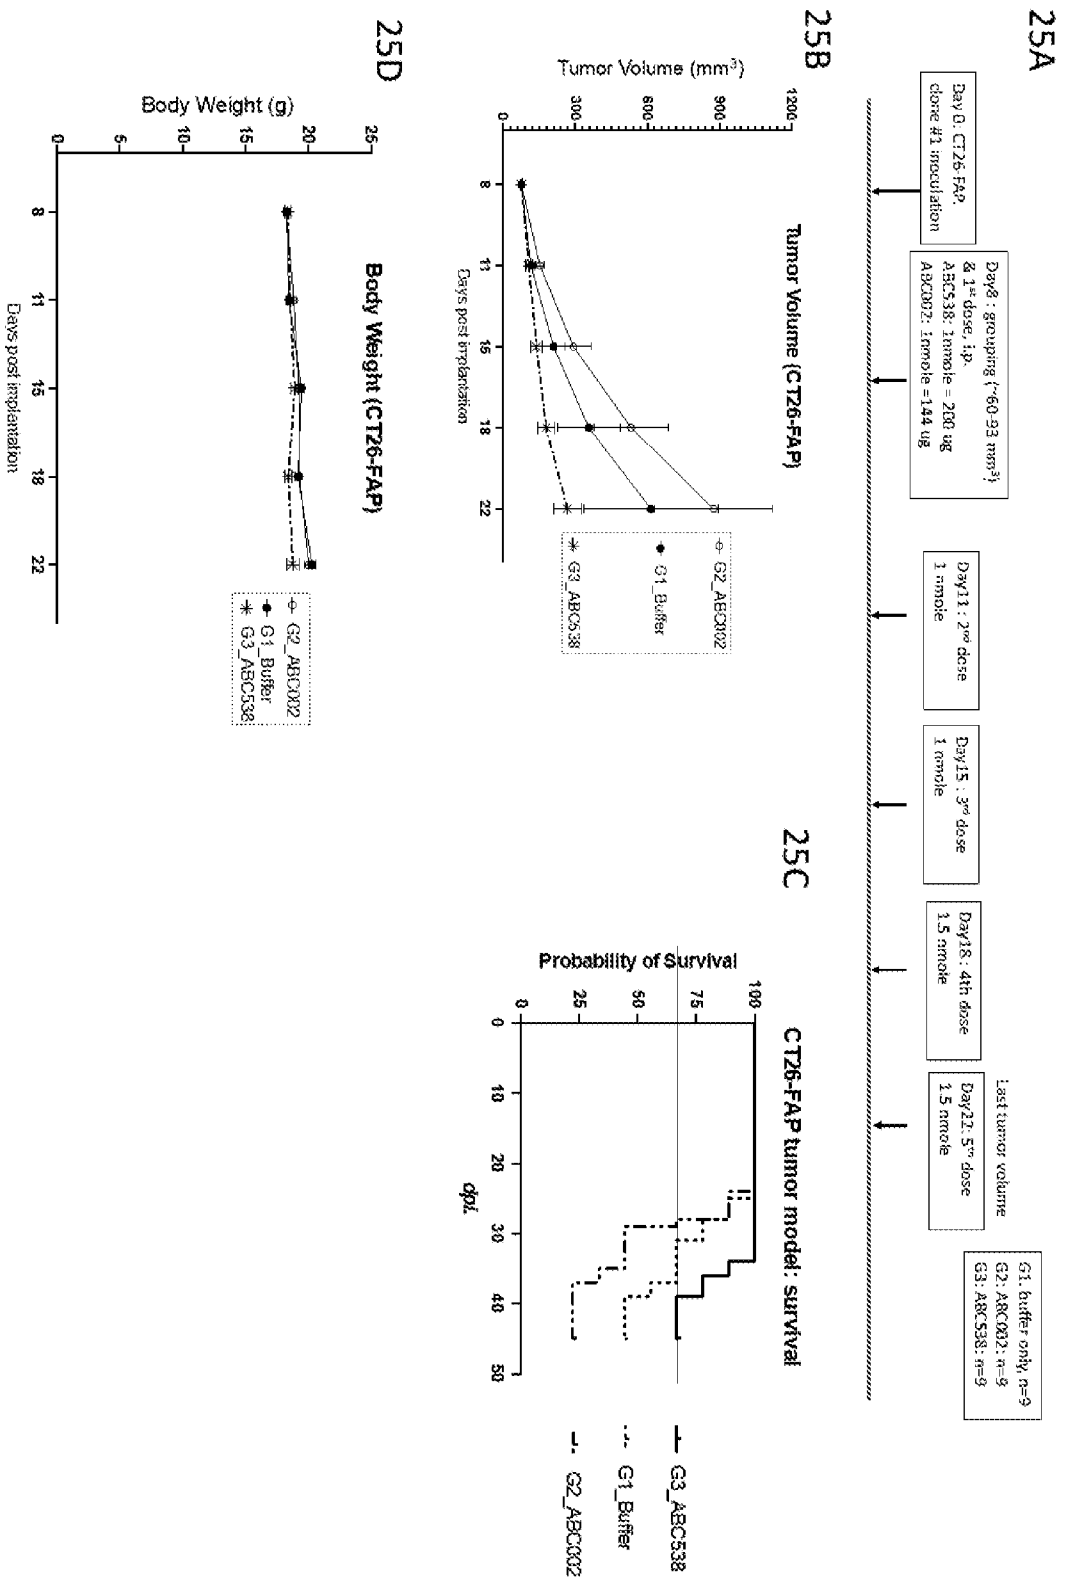 25A
Day 0: CT26-FAP.
clone #1 inoculation
Day8 : grouping (~60-93 mm³)
& 1st dose, i.p.
ABC538: 1nmole = 200 ug
ABC002: 1nmole =144 ug
Day11 : 2nd dose
1 nmole
Day15 : 3rd dose
1 nmole
Day18 : 4th dose
1.5 nmole
Last tumor volume
Day22: 5th dose
1.5 nmole
G1. buffer only, n=9
G2: ABC002: n=9
G3: ABC538: n=9
25B
Tumor Volume (CT26-FAP)
Tumor Volume (mm³)
1200
900
600
300
0
8
11
15
18
22
Days post implantation
G2_ABC002
G1_Buffer
G3_ABC538
25C
CT26-FAP tumor model: survival
Probability of Survival
100
75
50
25
0
0
10
20
30
40
50
dpi.
G3_ABC538
G1_Buffer
G2_ABC002
25D
Body Weight (CT26-FAP)
Body Weight (g)
25
20
15
10
5
0
8
11
15
18
22
Days post implantation
G2_ABC002
G1_Buffer
G3_ABC538